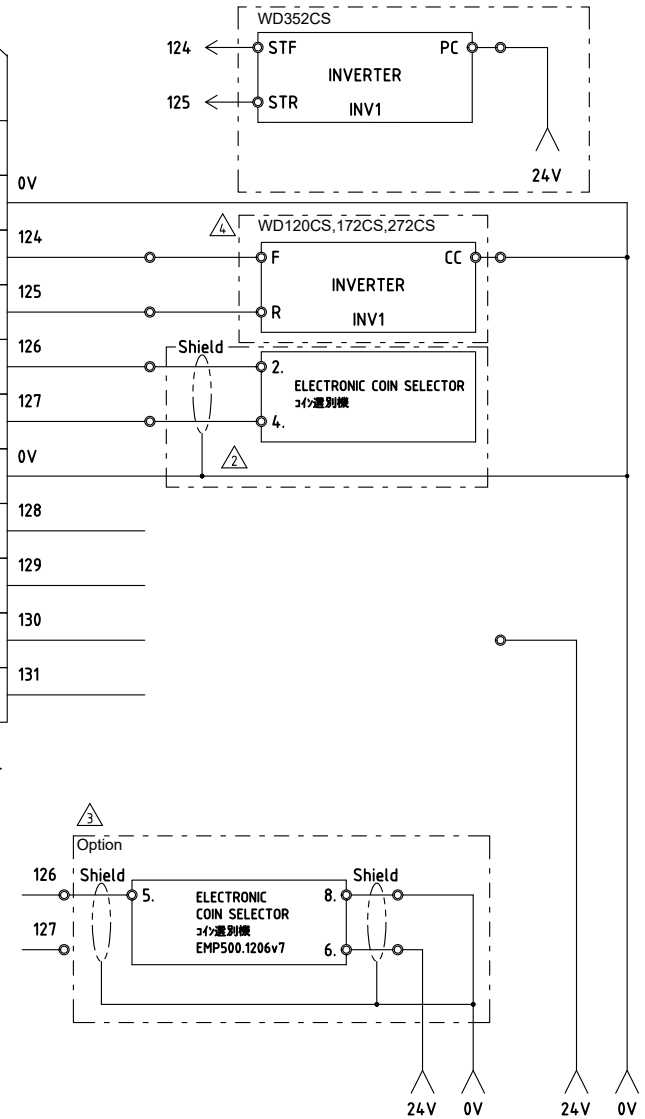 WD352CS
124
STF
PC
INVERTER
125
STR
INV1
24V
0V
124
4
WD120CS,172CS,272CS
F
CC
INVERTER
125
R
INV1
126
Shield
2.
ELECTRONIC COIN SELECTOR
コイン選別機
127
4.
0V
2
128
129
130
131
3
Option
126
Shield
5.
ELECTRONIC
COIN SELECTOR
コイン選別機
EMP500.1206v7
8.
Shield
127
6.
24V
0V
24V
0V